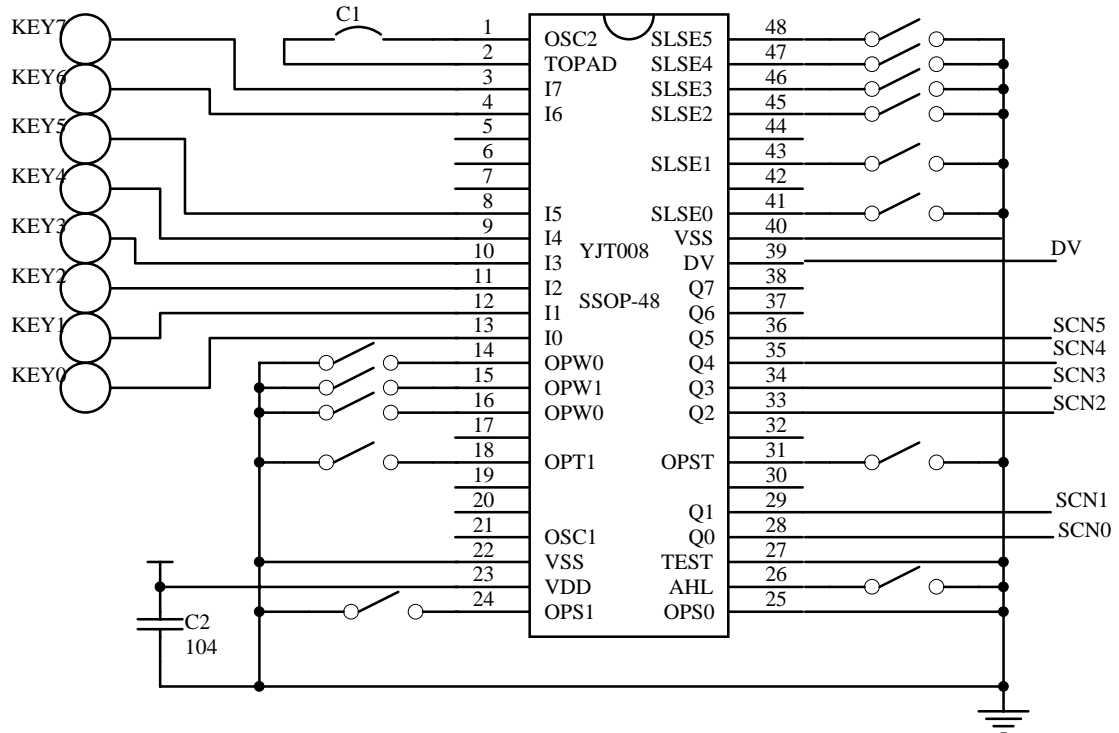 KEY7
KEY6
KEY5
KEY4
KEY3
KEY2
KEY1
KEY0
C1
C2
104
1 OSC2
2 TOPAD
3 I7
4 I6
5
6
7
8 I5
9 I4
10 I3
11 I2
12 I1
13 I0
14 OPW0
15 OPW1
16 OPW0
17
18 OPT1
19
20
21 OSC1
22 VSS
23 VDD
24 OPS1
YJT008
SSOP-48
SLSE5 48
SLSE4 47
SLSE3 46
SLSE2 45
44
SLSE1 43
42
SLSE0 41
VSS 40
DV 39
Q7 38
Q6 37
Q5 36
Q4 35
Q3 34
Q2 33
32
OPST 31
30
Q1 29
Q0 28
TEST 27
AHL 26
OPS0 25
DV
SCN5
SCN4
SCN3
SCN2
SCN1
SCN0